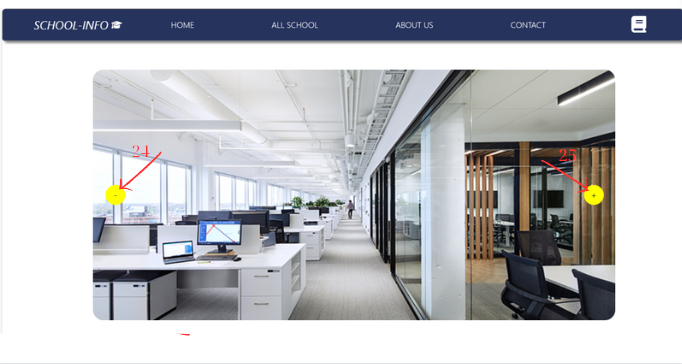 SCHOOL-INFO HOME ALL SCHOOL ABOUT US CONTACT
24 25
- +